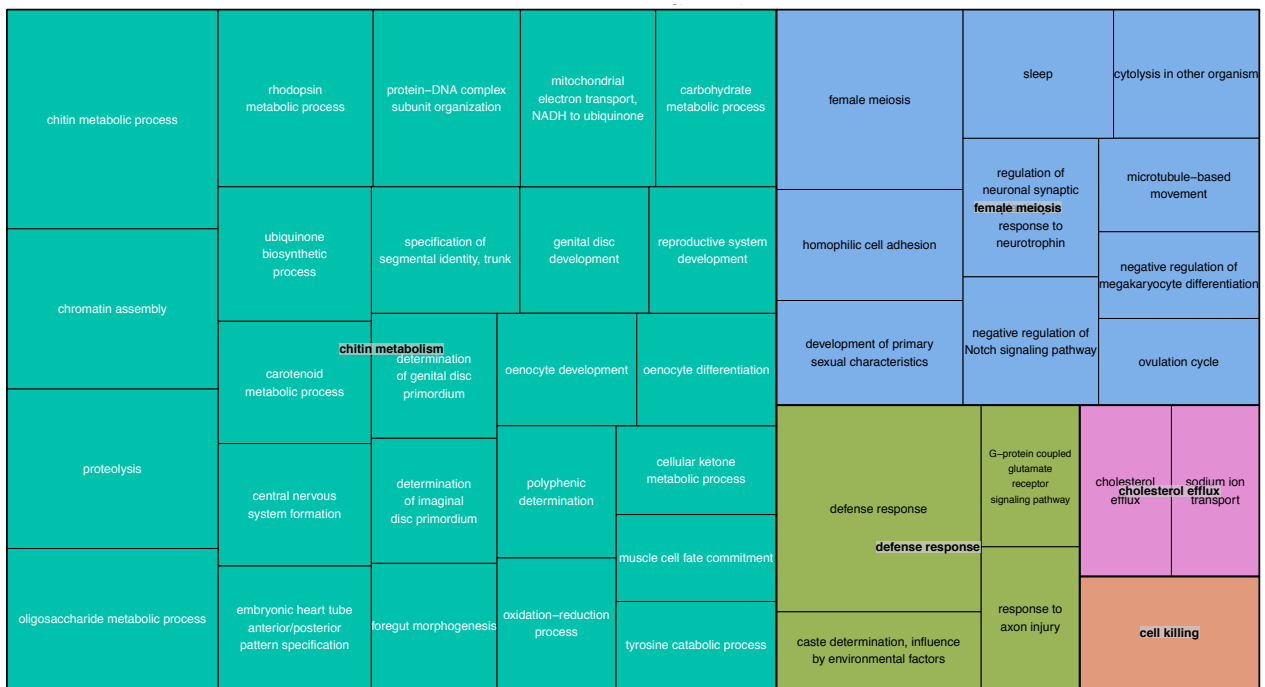 chitin metabolic process
rhodopsin
metabolic process
protein−DNA complex
subunit organization
mitochondrial
electron transport,
NADH to ubiquinone
carbohydrate
metabolic process
chromatin assembly
ubiquinone
biosynthetic
process
specification of
segmental identity, trunk
genital disc
development
reproductive system
development
chitin metabolism
carotenoid
metabolic process
determination
of genital disc
primordium
oenocyte development
oenocyte differentiation
proteolysis
central nervous
system formation
determination
of imaginal
disc primordium
polyphenic
determination
cellular ketone
metabolic process
muscle cell fate commitment
oligosaccharide metabolic process
embryonic heart tube
anterior/posterior
pattern specification
foregut morphogenesis
oxidation−reduction
process
tyrosine catabolic process
female meiosis
sleep
cytolysis in other organism
homophilic cell adhesion
regulation of
neuronal synaptic
female meiosis
response to
neurotrophin
microtubule−based
movement
negative regulation of
megakaryocyte differentiation
development of primary
sexual characteristics
negative regulation of
Notch signaling pathway
ovulation cycle
defense response
G−protein coupled
glutamate
receptor
signaling pathway
defense response
caste determination, influence
by environmental factors
response to
axon injury
cholesterol
efflux
cholesterol efflux
sodium ion
transport
cell killing